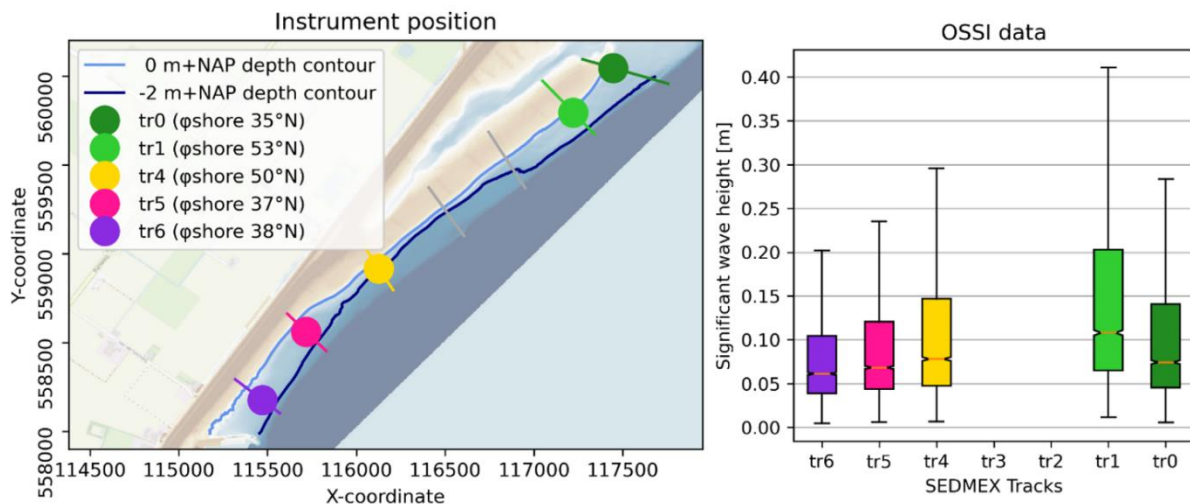 Instrument position
0 m+NAP depth contour
-2 m+NAP depth contour
tr0 (φshore 35°N)
tr1 (φshore 53°N)
tr4 (φshore 50°N)
tr5 (φshore 37°N)
tr6 (φshore 38°N)
Y-coordinate
560000
559500
559000
558500
558000
114500 115000 115500 116000 116500 117000 117500
X-coordinate
OSSI data
Significant wave height [m]
0.40
0.35
0.30
0.25
0.20
0.15
0.10
0.05
0.00
tr6 tr5 tr4 tr3 tr2 tr1 tr0
SEDMEX Tracks